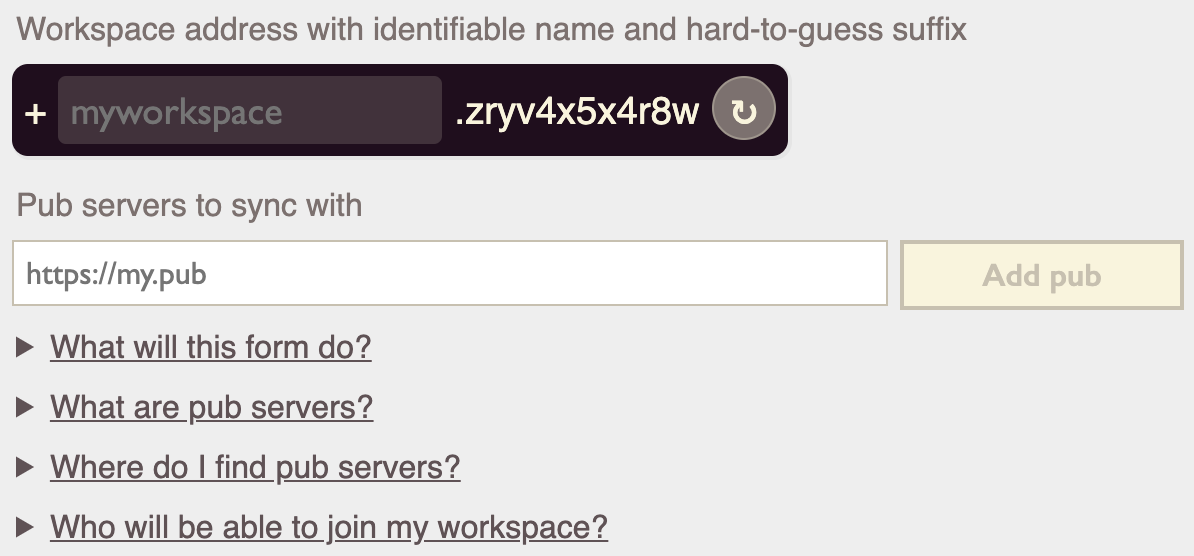 Workspace address with identifiable name and hard-to-guess suffix
+ myworkspace .zryv4x5x4r8w ↻
Pub servers to sync with
https://my.pub Add pub
▶ What will this form do?
▶ What are pub servers?
▶ Where do I find pub servers?
▶ Who will be able to join my workspace?